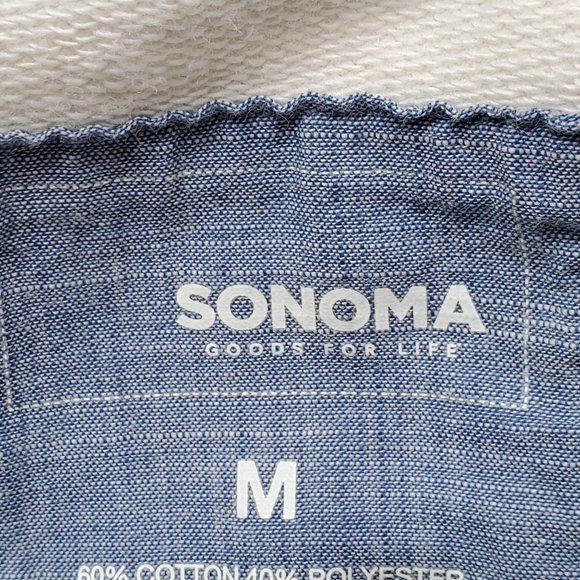 SONOMA
GOODS FOR LIFE
M
60% COTTON 40% POLYESTER